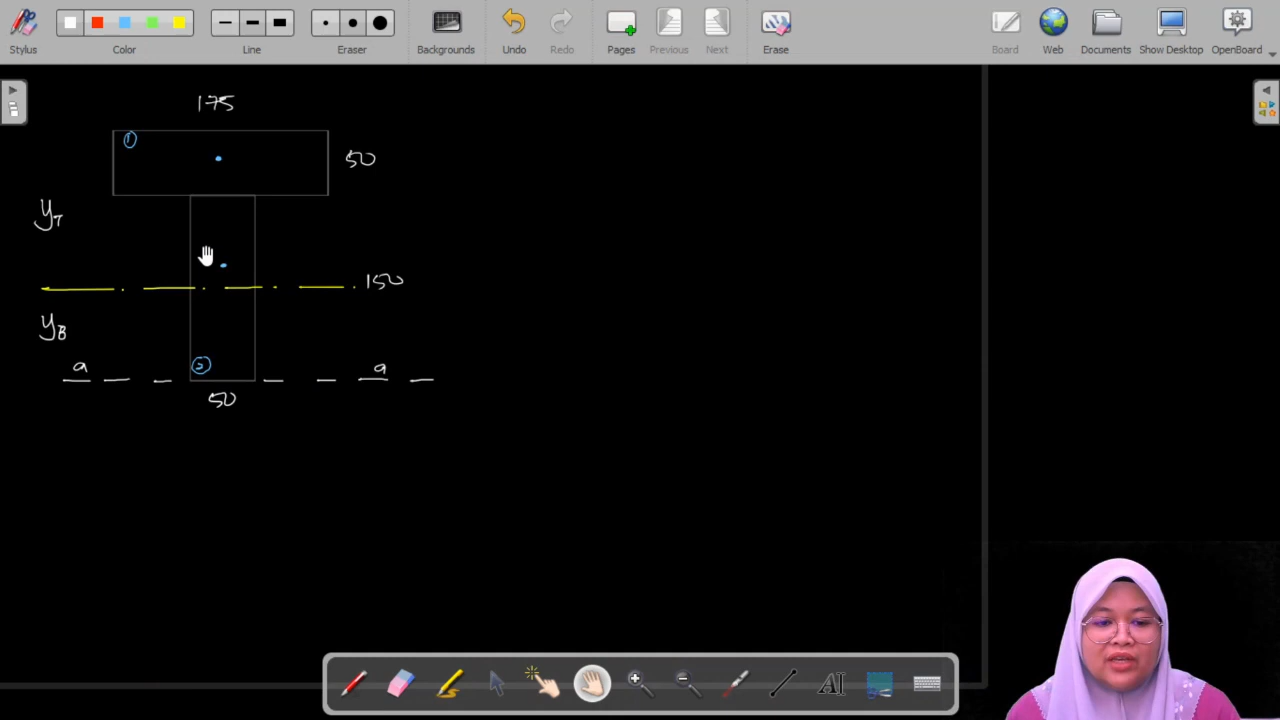 Stylus
Color
Line
Eraser
Backgrounds
Undo
Redo
Pages
Previous
Next
Erase
Board
Web
Documents
Show Desktop
OpenBoard
175
1
50
yT
150
yB
a
2
a
50
AI